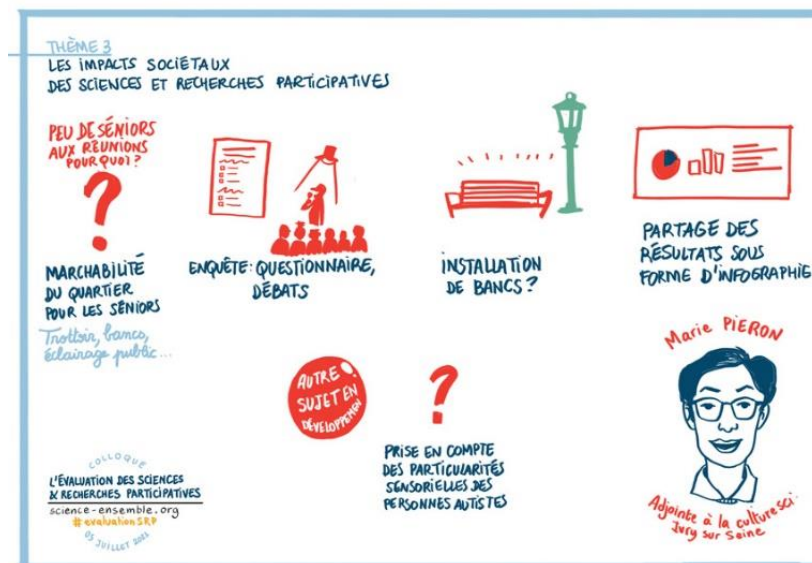 THÈME 3
LES IMPACTS SOCIÉTAUX
DES SCIENCES ET RECHERCHES PARTICIPATIVES
PEU DE SÉNIORS
AUX RÉUNIONS
POURQUOI?
?
MARCHABILITÉ
DU QUARTIER
POUR LES SÉNIORS
Trottoir, bancs,
éclairage public...
ENQUÊTE: QUESTIONNAIRE,
DÉBATS
INSTALLATION
DE BANCS?
PARTAGE DES
RÉSULTATS SOUS
FORME D'INFOGRAPHIE
AUTRE
SUJET EN
DÉVELOPPEMEN
?
PRISE EN COMPTE
DES PARTICULARITÉS
SENSORIELLES DES
PERSONNES AUTISTES
Marie PIERON
Adjointe à la culture sci
Ivry sur Seine
COLLOQUE
L'ÉVALUATION DES SCIENCES
& RECHERCHES PARTICIPATIVES
science-ensemble.org
#evaluationSRP
05 JUILLET 2021